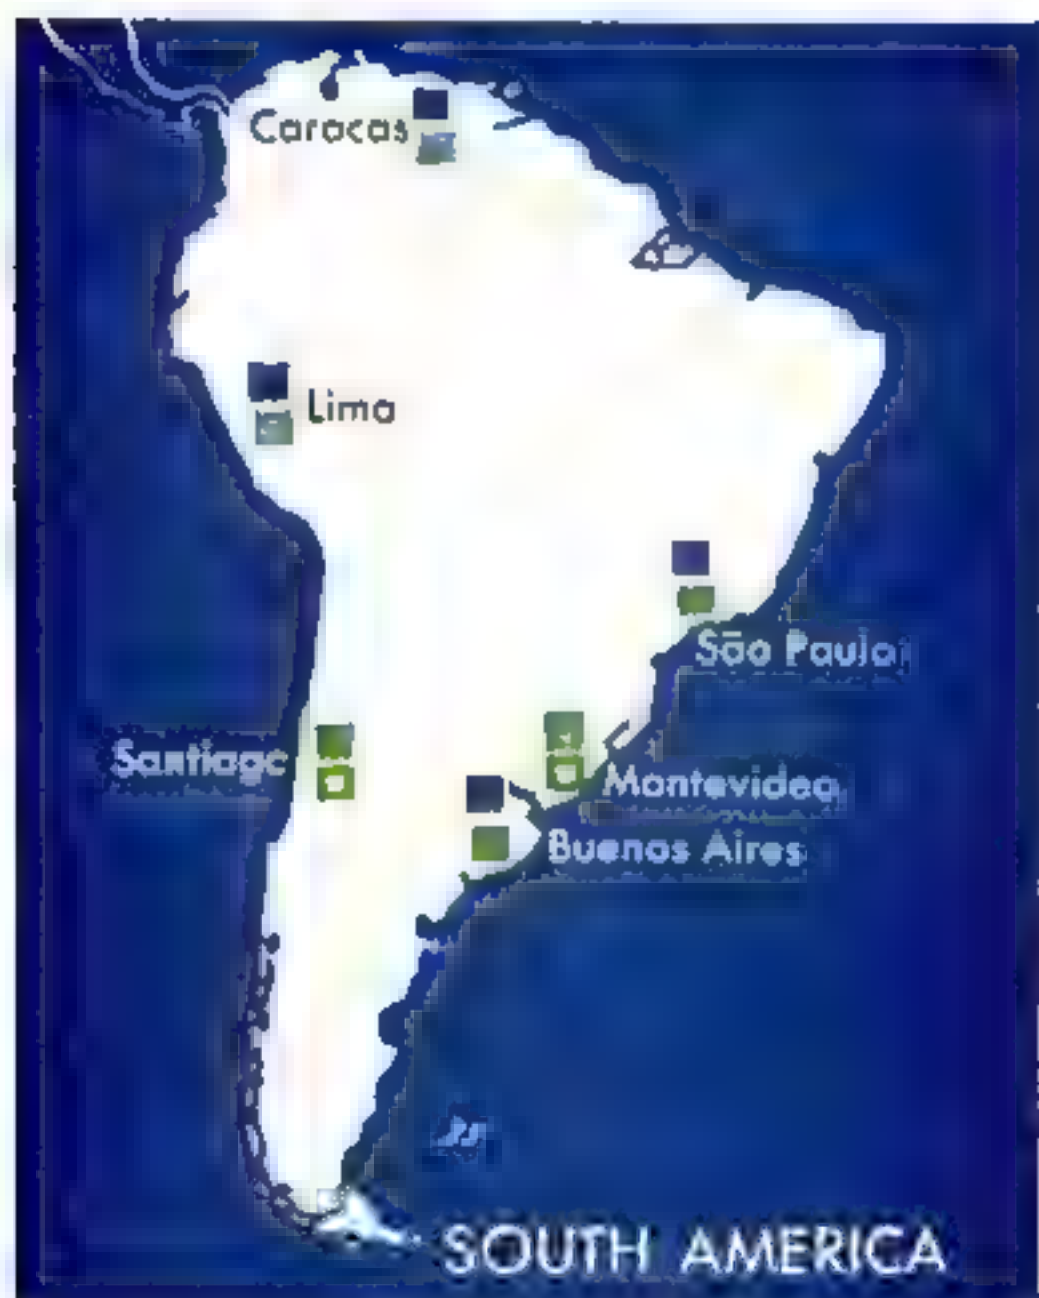 Caracas
Lima
São Paulo
Santiago
Montevideo
Buenos Aires
SOUTH AMERICA